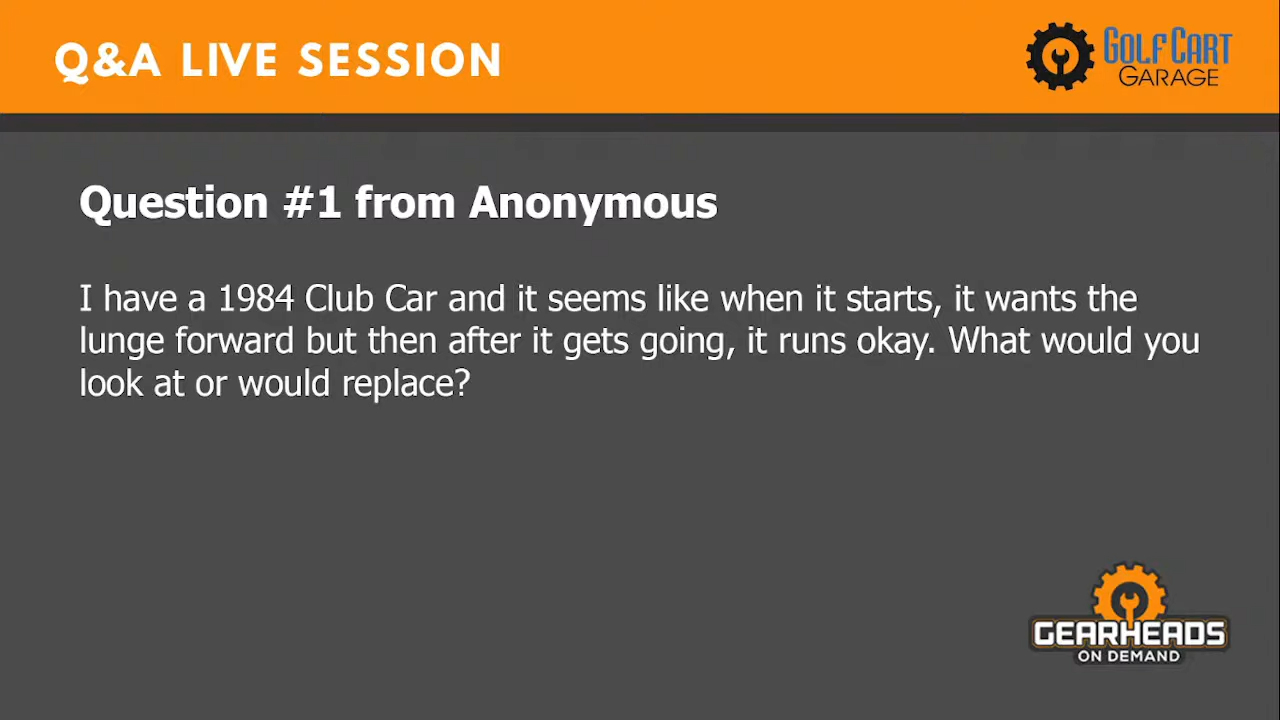 Q&A LIVE SESSION
GOLF CART
GARAGE
Question #1 from Anonymous
I have a 1984 Club Car and it seems like when it starts, it wants the
lunge forward but then after it gets going, it runs okay. What would you
look at or would replace?
GEARHEADS
ON DEMAND